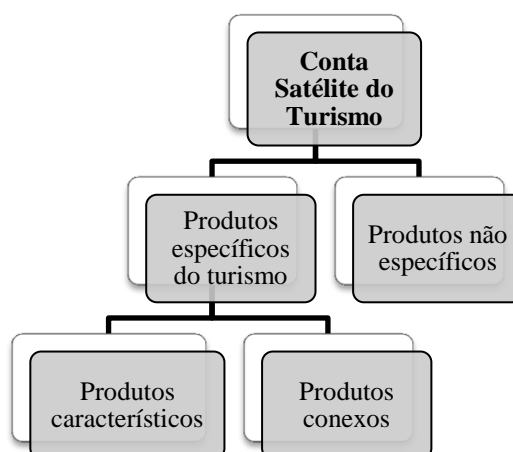 Conta
Satélite do
Turismo
Produtos
específicos
do turismo
Produtos não
específicos
Produtos
característicos
Produtos
conexos